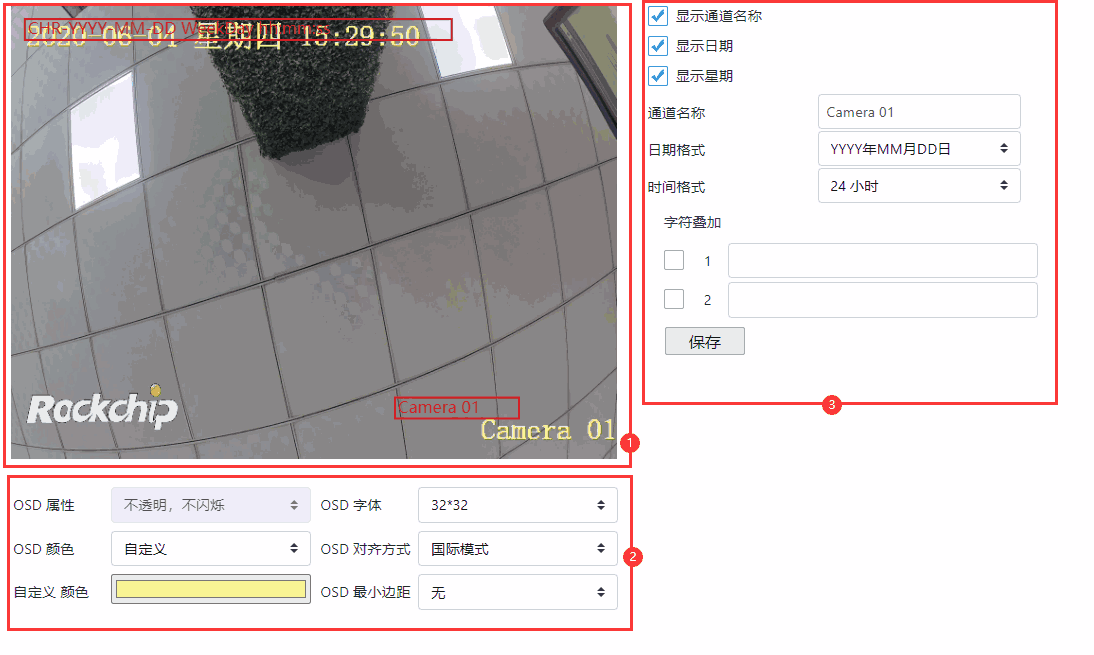 CHR-YYYY-MM-DD
2020-08-01 星期四 15:29:50
Rockchip
Camera 01
Camera 01
1
OSD 属性
不透明，不闪烁
OSD 字体
32*32
OSD 颜色
自定义
OSD 对齐方式
国际模式
自定义 颜色
OSD 最小边距
无
2
显示通道名称
显示日期
显示星期
通道名称
Camera 01
日期格式
YYYY年MM月DD日
时间格式
24 小时
字符叠加
1
2
保存
3